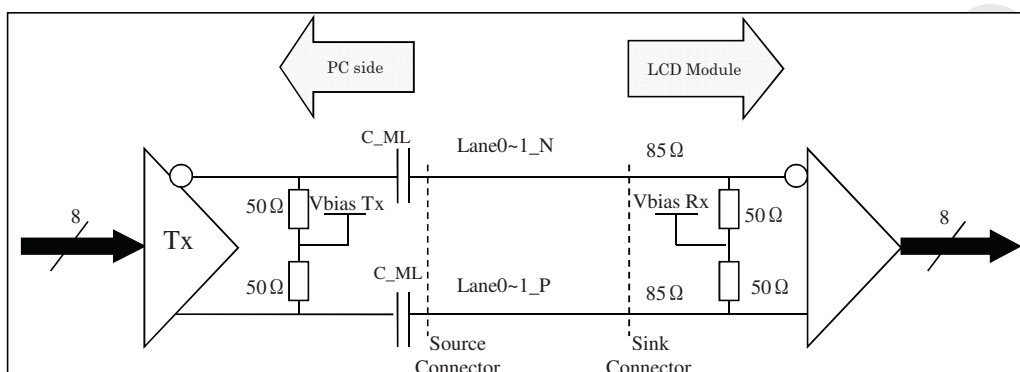 PC side
LCD Module
C_ML
Lane0~1_N
85Ω
8
50Ω
Vbias Tx
Vbias Rx
50Ω
8
Tx
50Ω
C_ML
Lane0~1_P
85Ω
50Ω
Source
Connector
Sink
Connector